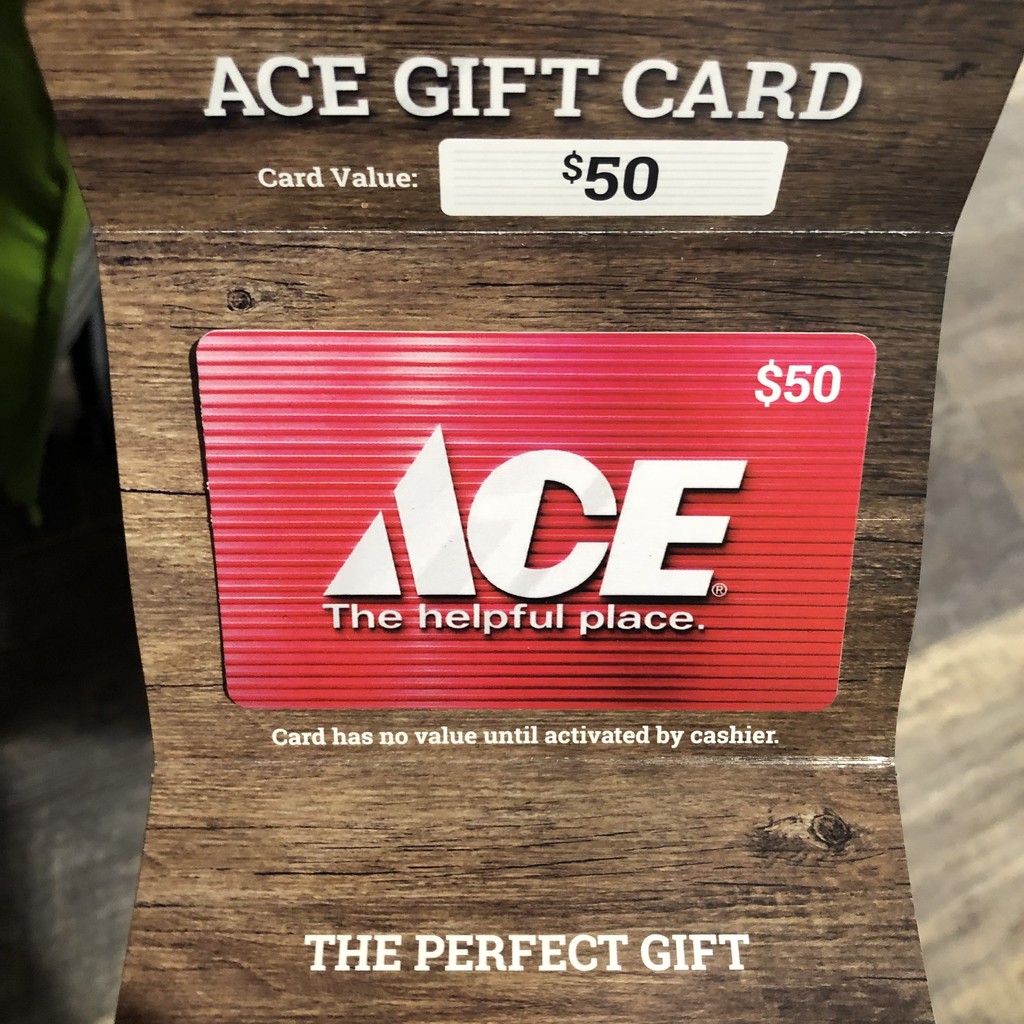 ACE GIFT CARD
Card Value: $50
$50
ACE®
The helpful place.
Card has no value until activated by cashier.
THE PERFECT GIFT